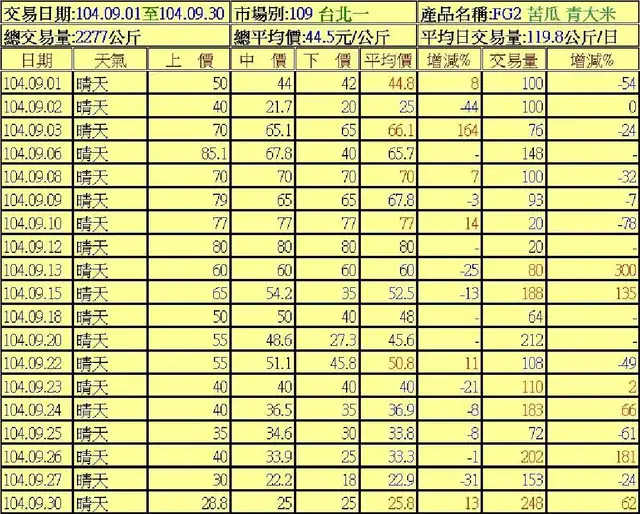 交易日期:104.09.01至104.09.30 市場別:109 台北一 產品名稱:FG2 苦瓜 青大米
總交易量:2277公斤 總平均價:44.5元/公斤 平均日交易量:119.8公斤/日
日期 天氣 上 價 中 價 下 價 平均價 增減% 交易量 增減%
104.09.01 晴天 50 44 42 44.8 8 100 -54
104.09.02 晴天 40 21.7 20 25 -44 100 0
104.09.03 晴天 70 65.1 65 66.1 164 76 -24
104.09.06 晴天 85.1 67.8 40 65.7 - 148
104.09.08 晴天 70 70 70 70 7 100 -32
104.09.09 晴天 79 65 65 67.8 -3 93 -7
104.09.10 晴天 77 77 77 77 14 20 -78
104.09.12 晴天 80 80 80 80 - 20 -
104.09.13 晴天 60 60 60 60 -25 80 300
104.09.15 晴天 65 54.2 35 52.5 -13 188 135
104.09.18 晴天 50 50 40 48 - 64 -
104.09.20 晴天 55 48.6 27.3 45.6 - 212 -
104.09.22 晴天 55 51.1 45.8 50.8 11 108 -49
104.09.23 晴天 40 40 40 40 -21 110 2
104.09.24 晴天 40 36.5 35 36.9 -8 183 66
104.09.25 晴天 35 34.6 30 33.8 -8 72 -61
104.09.26 晴天 40 33.9 25 33.3 -1 202 181
104.09.27 晴天 30 22.2 18 22.9 -31 153 -24
104.09.30 晴天 28.8 25 25 25.8 13 248 62